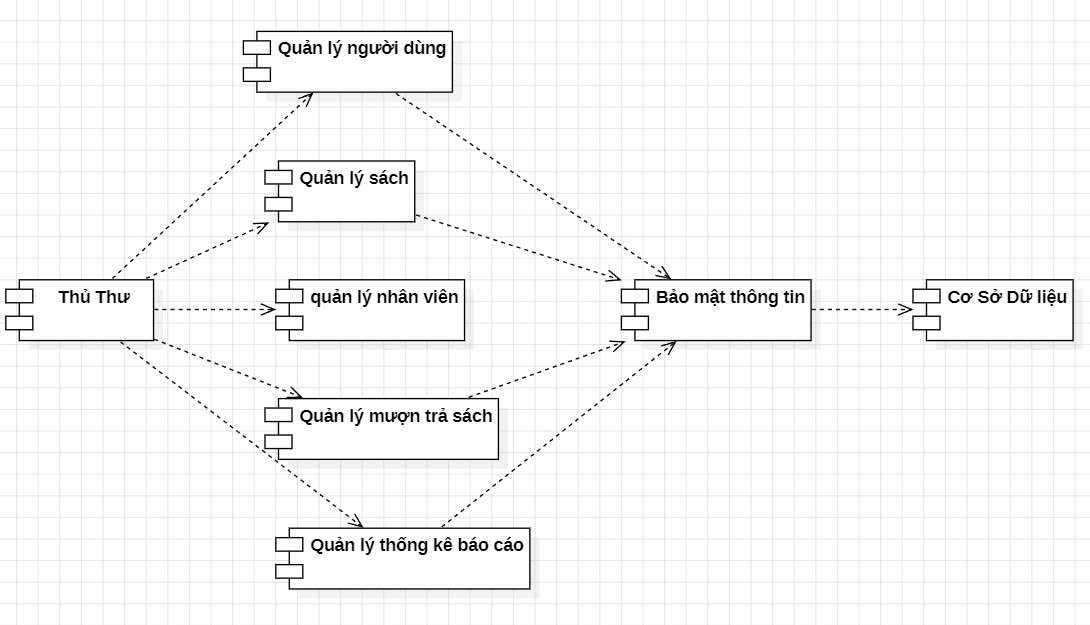 Quản lý người dùng
Quản lý sách
Thủ Thư
quản lý nhân viên
Bảo mật thông tin
Cơ Sở Dữ liệu
Quản lý mượn trả sách
Quản lý thống kê báo cáo